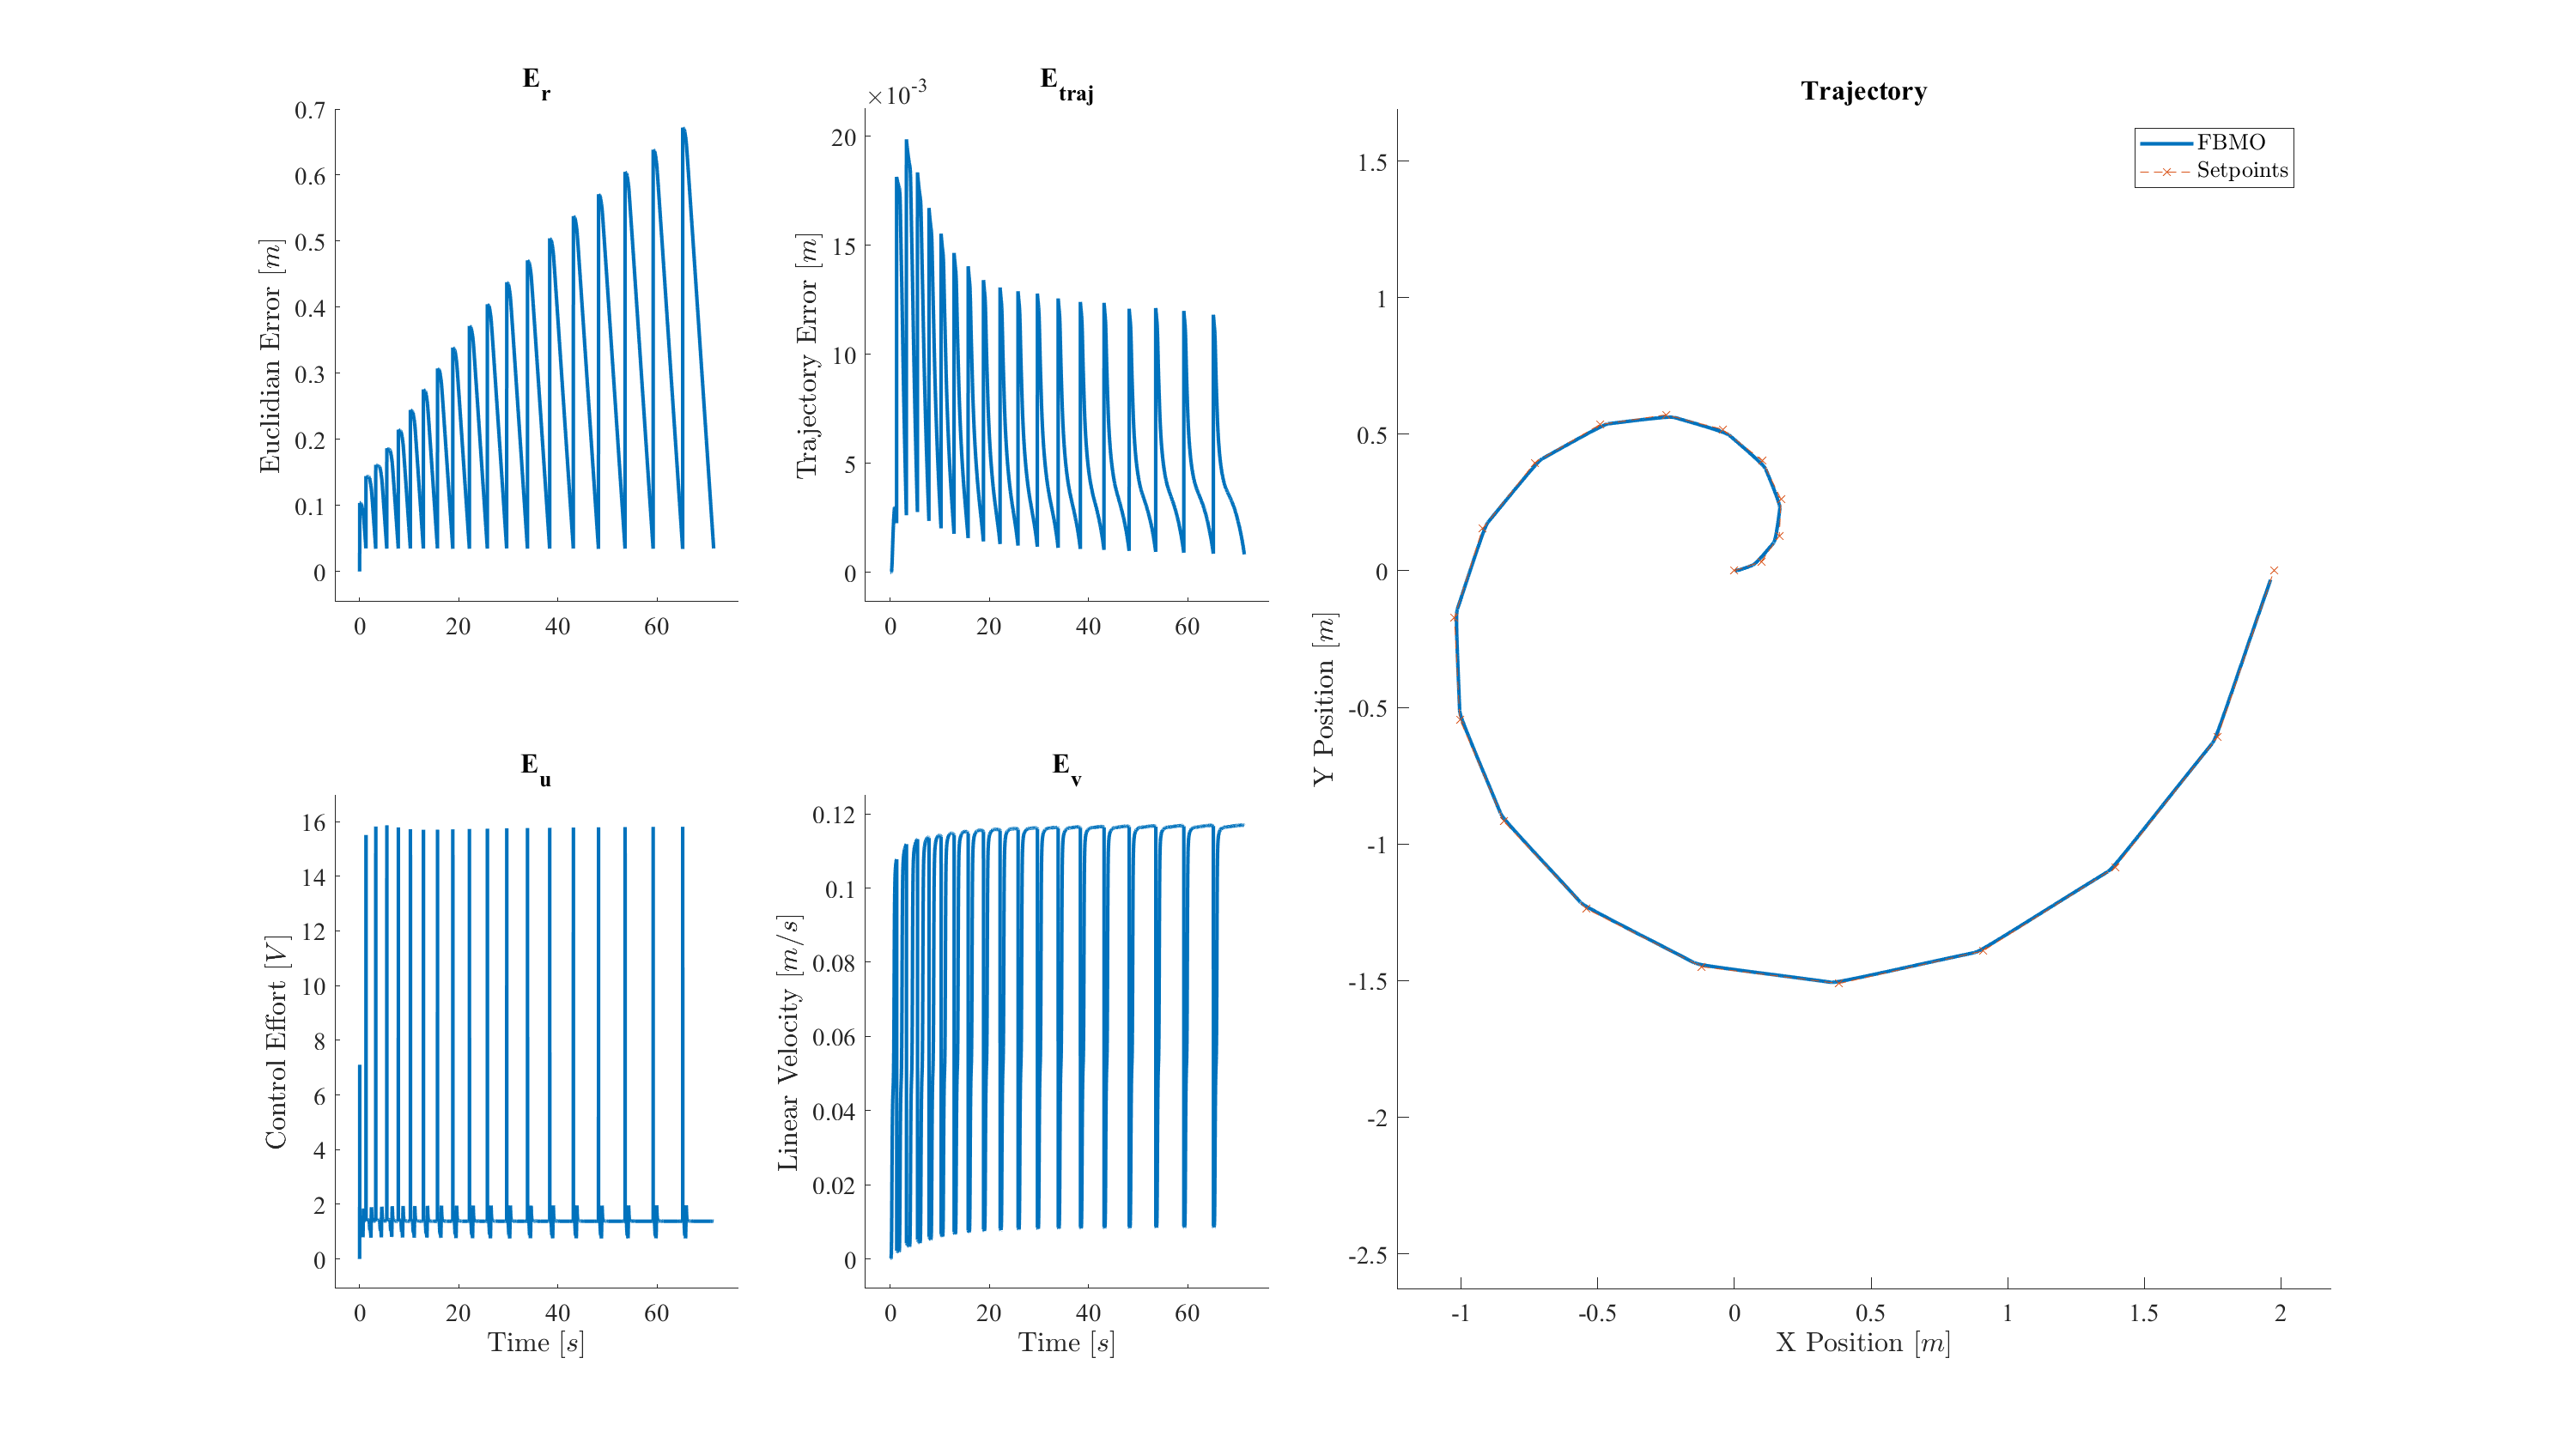 E_r
0.7
0.6
0.5
0.4
0.3
0.2
0.1
0
Euclidian Error [m]
0 20 40 60
E_traj
×10^-3
20
15
10
5
0
Trajectory Error [m]
0 20 40 60
E_u
16
14
12
10
8
6
4
2
0
Control Effort [V]
0 20 40 60
Time [s]
E_v
0.12
0.1
0.08
0.06
0.04
0.02
0
Linear Velocity [m/s]
0 20 40 60
Time [s]
Trajectory
FBMO
Setpoints
1.5
1
0.5
0
-0.5
-1
-1.5
-2
-2.5
Y Position [m]
-1 -0.5 0 0.5 1 1.5 2
X Position [m]